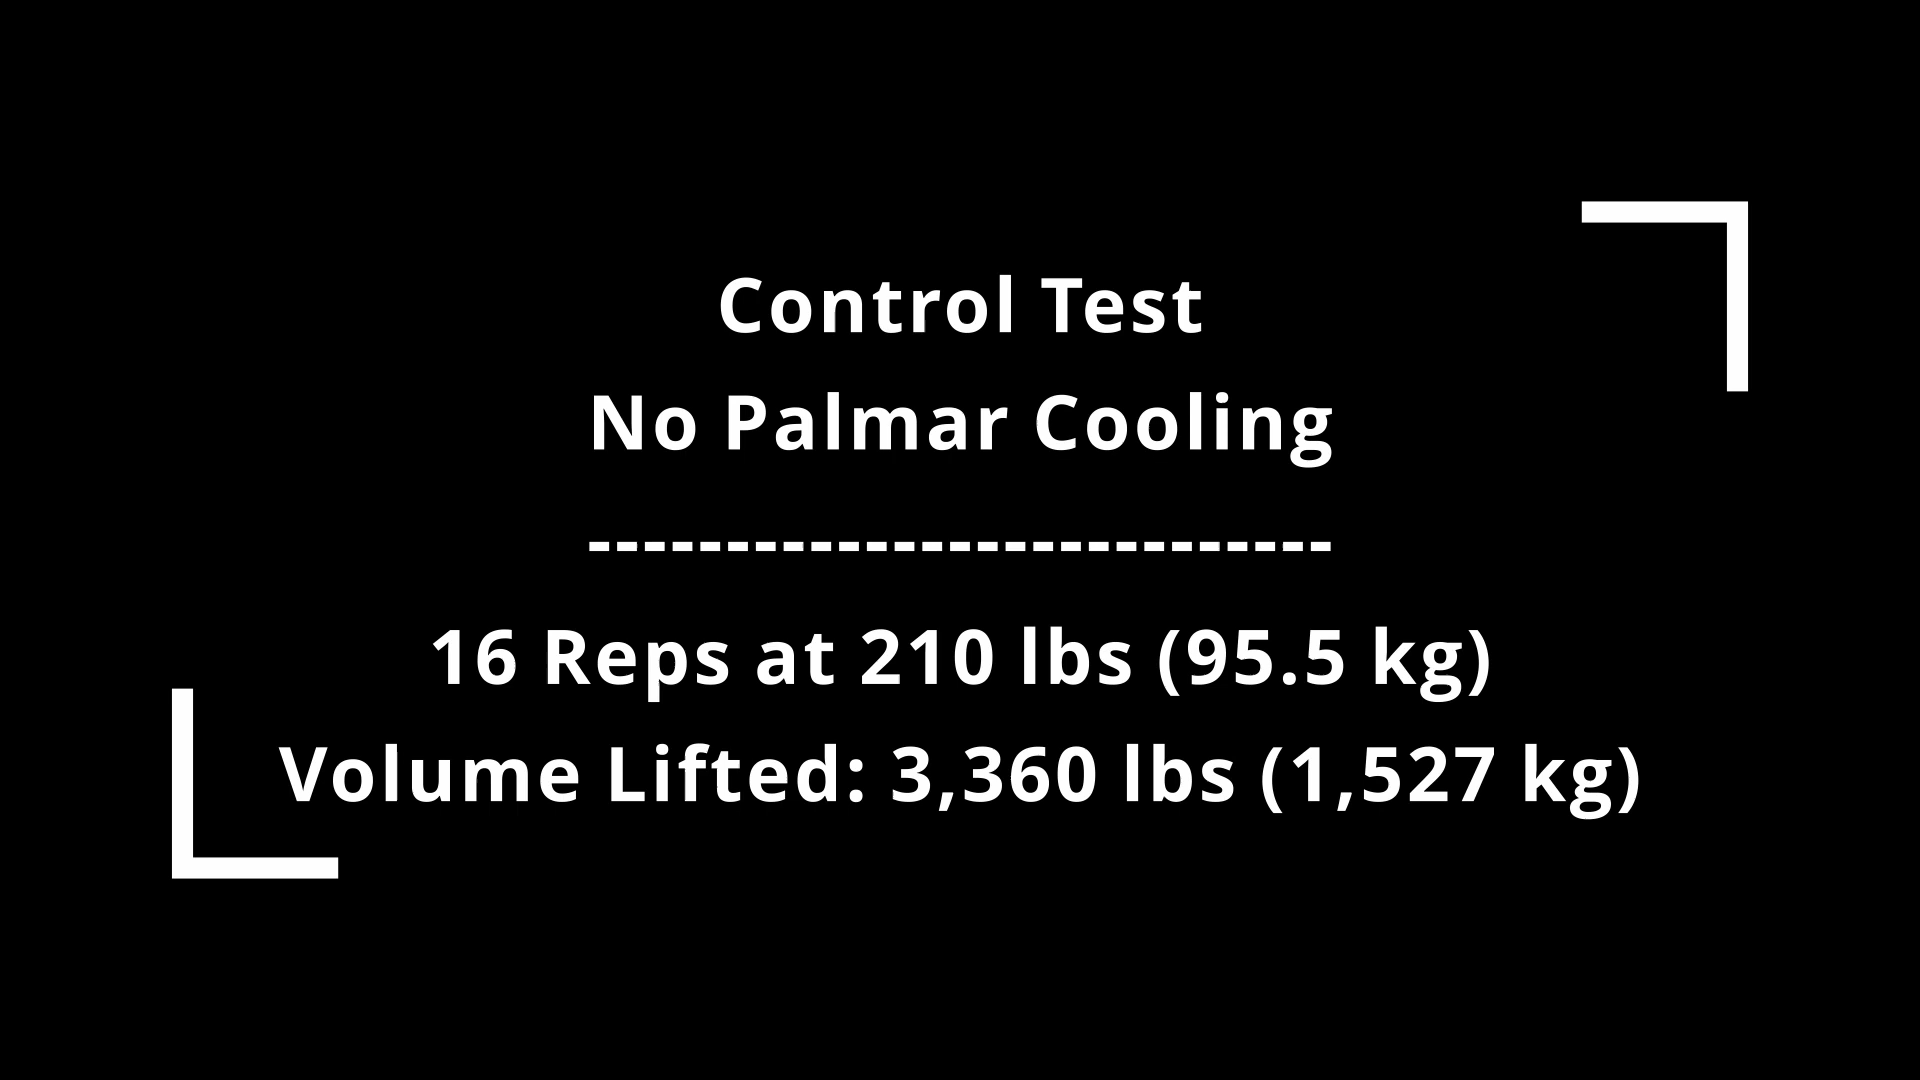 Control Test
No Palmar Cooling
---------------------------
16 Reps at 210 lbs (95.5 kg)
Volume Lifted: 3,360 lbs (1,527 kg)